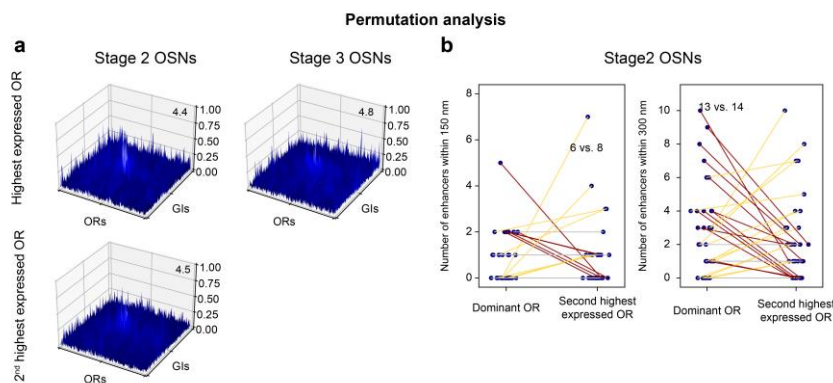 Permutation analysis
a
Stage 2 OSNs
Stage 3 OSNs
Highest expressed OR
4.4
1.00
0.75
0.50
0.25
0.00
ORs
GIs
4.8
1.00
0.75
0.50
0.25
0.00
ORs
GIs
2nd highest expressed OR
4.5
1.00
0.75
0.50
0.25
0.00
ORs
GIs
b
Stage2 OSNs
Number of enhancers within 150 nm
8
6
4
2
0
6 vs. 8
Dominant OR
Second highest
expressed OR
Number of enhancers within 300 nm
10
8
6
4
2
0
13 vs. 14
Dominant OR
Second highest
expressed OR